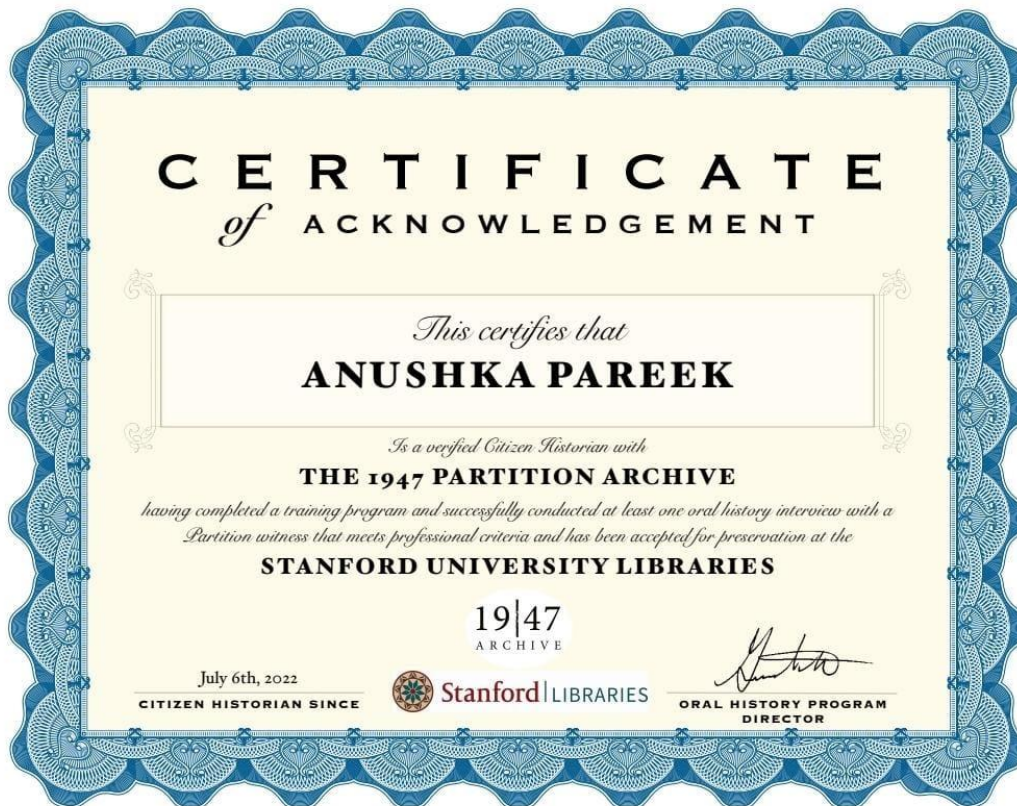 CERTIFICATE
of ACKNOWLEDGEMENT
This certifies that
ANUSHKA PAREEK
Is a verified Citizen Historian with
THE 1947 PARTITION ARCHIVE
having completed a training program and successfully conducted at least one oral history interview with a
Partition witness that meets professional criteria and has been accepted for preservation at the
STANFORD UNIVERSITY LIBRARIES
19|47
ARCHIVE
July 6th, 2022
CITIZEN HISTORIAN SINCE
Stanford | LIBRARIES
ORAL HISTORY PROGRAM
DIRECTOR